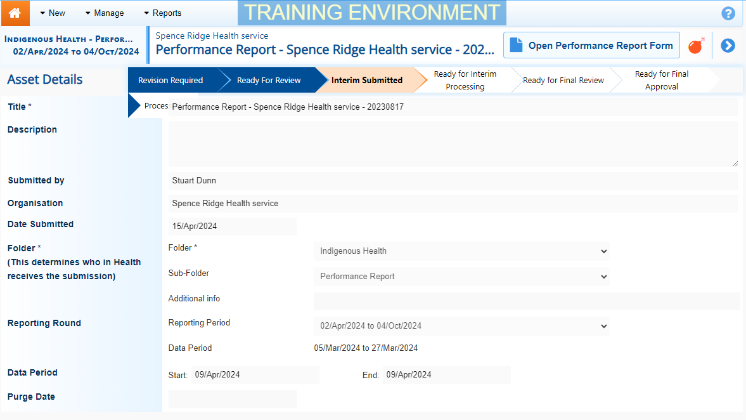 New Manage Reports TRAINING ENVIRONMENT ?
Indigenous Health - Perfor...
02/Apr/2024 to 04/Oct/2024
Spence Ridge Health service
Performance Report - Spence Ridge Health service - 202...
Open Performance Report Form
Asset Details
Revision Required Ready For Review Interim Submitted Ready for Interim Processing Ready for Final Review Ready for Final Approval
Proces
Title * Performance Report - Spence Ridge Health service - 20230817
Description
Submitted by Stuart Dunn
Organisation Spence Ridge Health service
Date Submitted 15/Apr/2024
Folder * Folder * Indigenous Health
(This determines who in Health
receives the submission)
Sub-Folder Performance Report
Additional info
Reporting Round Reporting Period 02/Apr/2024 to 04/Oct/2024
Data Period 05/Mar/2024 to 27/Mar/2024
Data Period Start: 09/Apr/2024 End: 09/Apr/2024
Purge Date